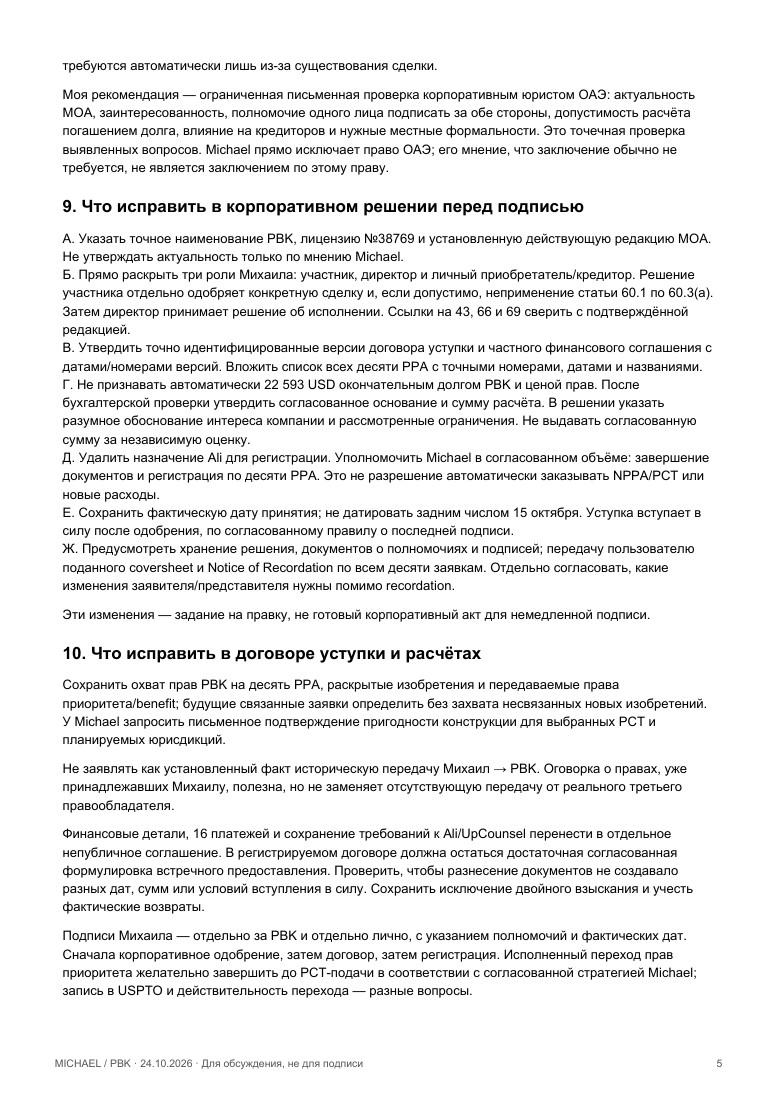 требуются автоматически лишь из-за существования сделки.
Моя рекомендация — ограниченная письменная проверка корпоративным юристом ОАЭ: актуальность
МОА, заинтересованность, полномочие одного лица подписать за обе стороны, допустимость расчёта
погашением долга, влияние на кредиторов и нужные местные формальности. Это точечная проверка
выявленных вопросов. Michael прямо исключает право ОАЭ; его мнение, что заключение обычно не
требуется, не является заключением по этому праву.
9. Что исправить в корпоративном решении перед подписью
А. Указать точное наименование PBK, лицензию №38769 и установленную действующую редакцию MOA.
Не утверждать актуальность только по мнению Michael.
Б. Прямо раскрыть три роли Михаила: участник, директор и личный приобретатель/кредитор. Решение
участника отдельно одобряет конкретную сделку и, если допустимо, неприменение статьи 60.1 по 60.3(a).
Затем директор принимает решение об исполнении. Ссылки на 43, 66 и 69 сверить с подтверждённой
редакцией.
В. Утвердить точно идентифицированные версии договора уступки и частного финансового соглашения с
датами/номерами версий. Вложить список всех десяти PPA с точными номерами, датами и названиями.
Г. Не признавать автоматически 22 593 USD окончательным долгом PBK и ценой прав. После
бухгалтерской проверки утвердить согласованное основание и сумму расчёта. В решении указать
разумное обоснование интереса компании и рассмотренные ограничения. Не выдавать согласованную
сумму за независимую оценку.
Д. Удалить назначение Ali для регистрации. Уполномочить Michael в согласованном объёме: завершение
документов и регистрация по десяти PPA. Это не разрешение автоматически заказывать NPPA/PCT или
новые расходы.
Е. Сохранить фактическую дату принятия; не датировать задним числом 15 октября. Уступка вступает в
силу после одобрения, по согласованному правилу о последней подписи.
Ж. Предусмотреть хранение решения, документов о полномочиях и подписей; передачу пользователю
поданного coversheet и Notice of Recordation по всем десяти заявкам. Отдельно согласовать, какие
изменения заявителя/представителя нужны помимо recordation.
Эти изменения — задание на правку, не готовый корпоративный акт для немедленной подписи.
10. Что исправить в договоре уступки и расчётах
Сохранить охват прав PBK на десять PPA, раскрытые изобретения и передаваемые права
приоритета/benefit; будущие связанные заявки определить без захвата несвязанных новых изобретений.
У Michael запросить письменное подтверждение пригодности конструкции для выбранных PCT и
планируемых юрисдикций.
Не заявлять как установленный факт историческую передачу Михаил → PBK. Оговорка о правах, уже
принадлежавших Михаилу, полезна, но не заменяет отсутствующую передачу от реального третьего
правообладателя.
Финансовые детали, 16 платежей и сохранение требований к Ali/UpCounsel перенести в отдельное
непубличное соглашение. В регистрируемом договоре должна остаться достаточная согласованная
формулировка встречного предоставления. Проверить, чтобы разнесение документов не создавало
разных дат, сумм или условий вступления в силу. Сохранить исключение двойного взыскания и учесть
фактические возвраты.
Подписи Михаила — отдельно за PBK и отдельно лично, с указанием полномочий и фактических дат.
Сначала корпоративное одобрение, затем договор, затем регистрация. Исполненный переход прав
приоритета желательно завершить до PCT-подачи в соответствии с согласованной стратегией Michael;
запись в USPTO и действительность перехода — разные вопросы.
MICHAEL / PBK · 24.10.2026 · Для обсуждения, не для подписи
5